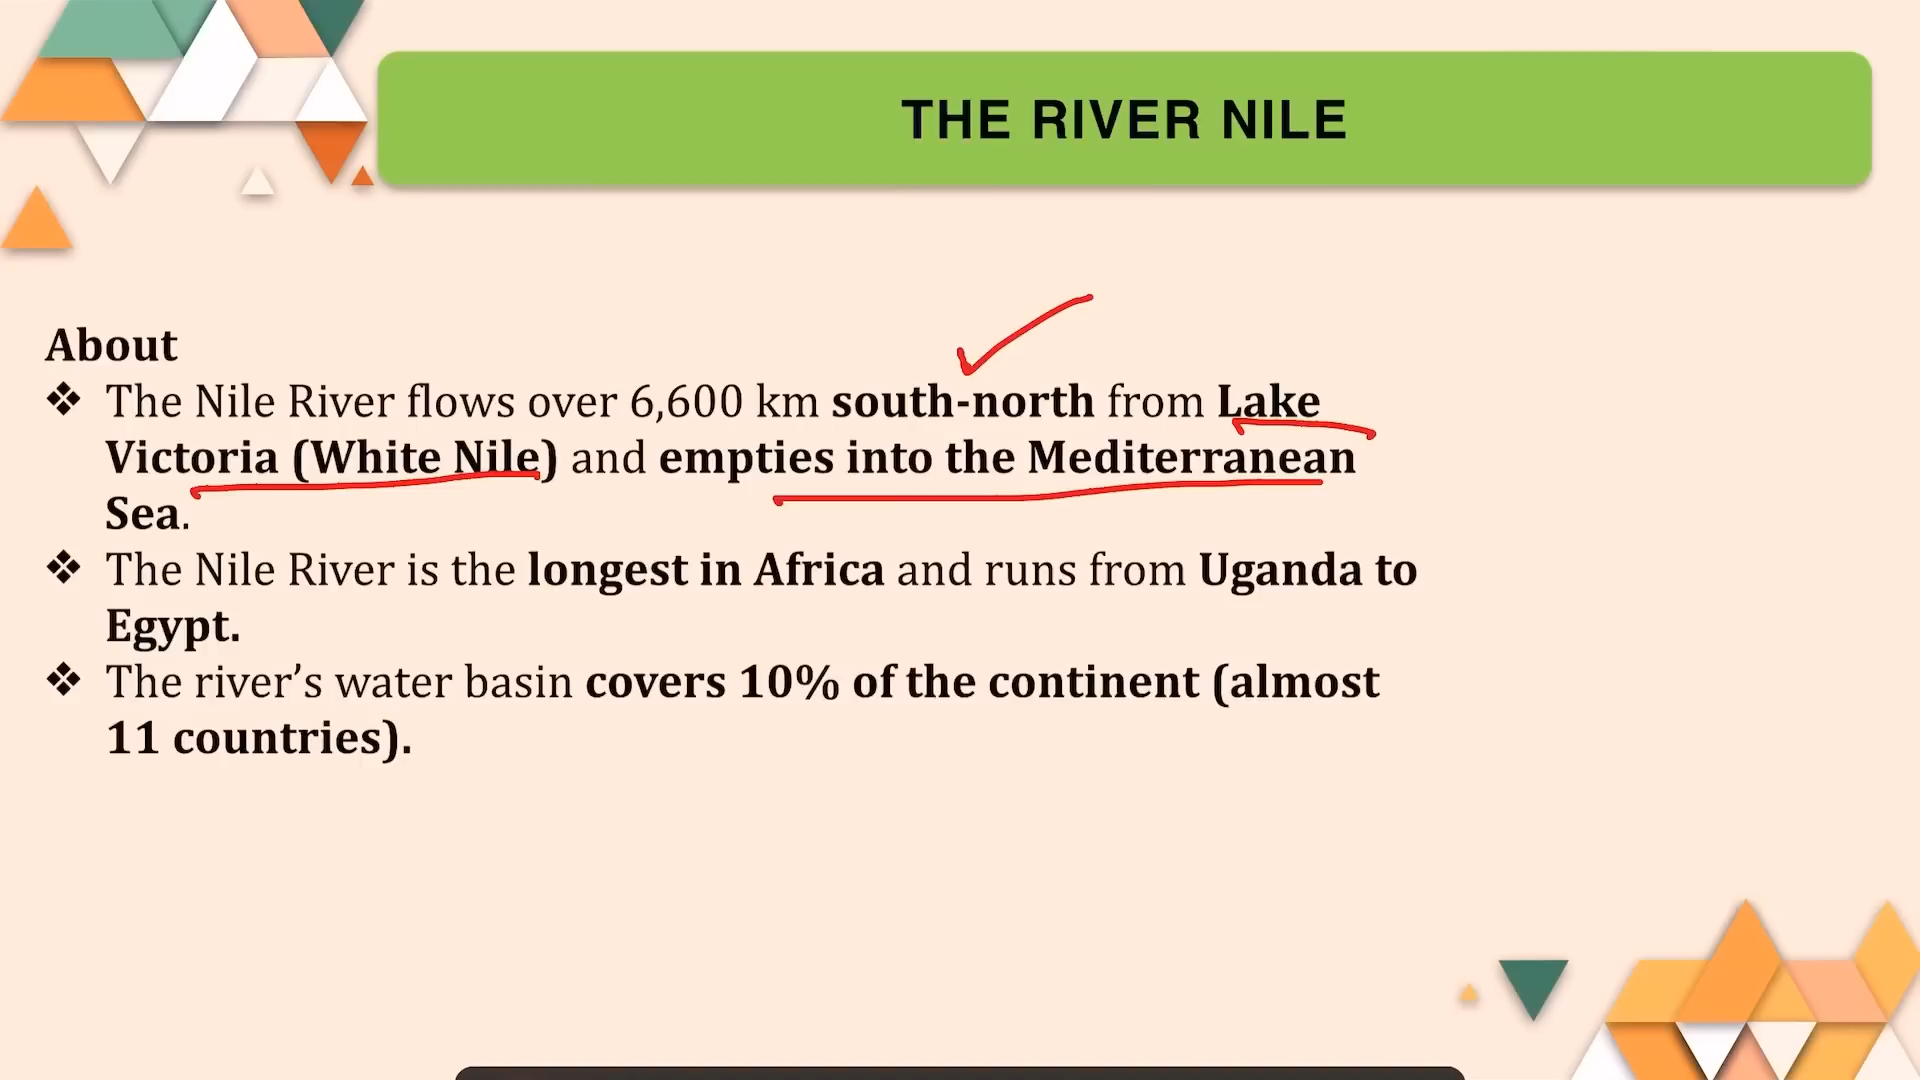 THE RIVER NILE
About
❖ The Nile River flows over 6,600 km south-north from Lake
Victoria (White Nile) and empties into the Mediterranean
Sea.
❖ The Nile River is the longest in Africa and runs from Uganda to
Egypt.
❖ The river’s water basin covers 10% of the continent (almost
11 countries).